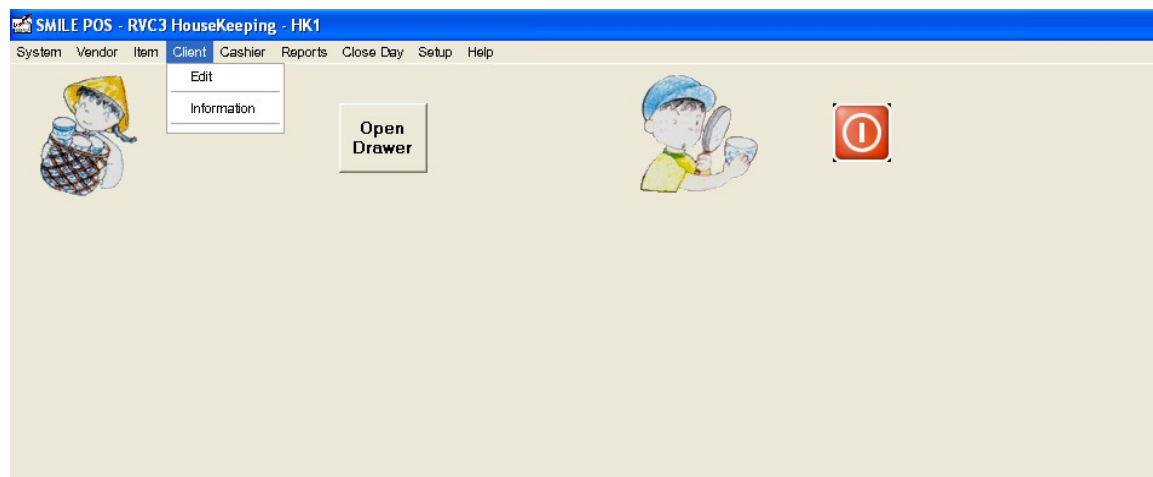 SMILE POS - RVC3 HouseKeeping - HK1
System Vendor Item Client Cashier Reports Close Day Setup Help
Edit
Information
Open
Drawer